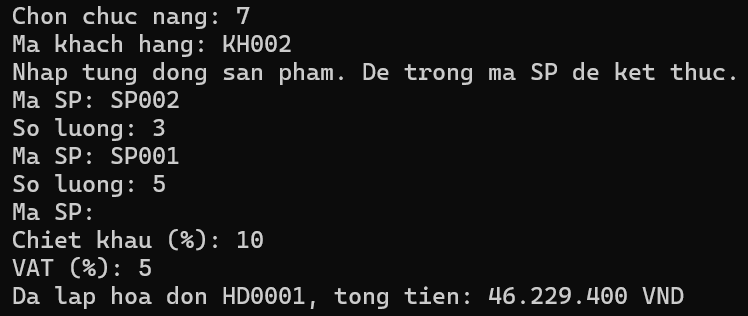 Chon chuc nang: 7
Ma khach hang: KH002
Nhap tung dong san pham. De trong ma SP de ket thuc.
Ma SP: SP002
So luong: 3
Ma SP: SP001
So luong: 5
Ma SP:
Chiet khau (%): 10
VAT (%): 5
Da lap hoa don HD0001, tong tien: 46.229.400 VND